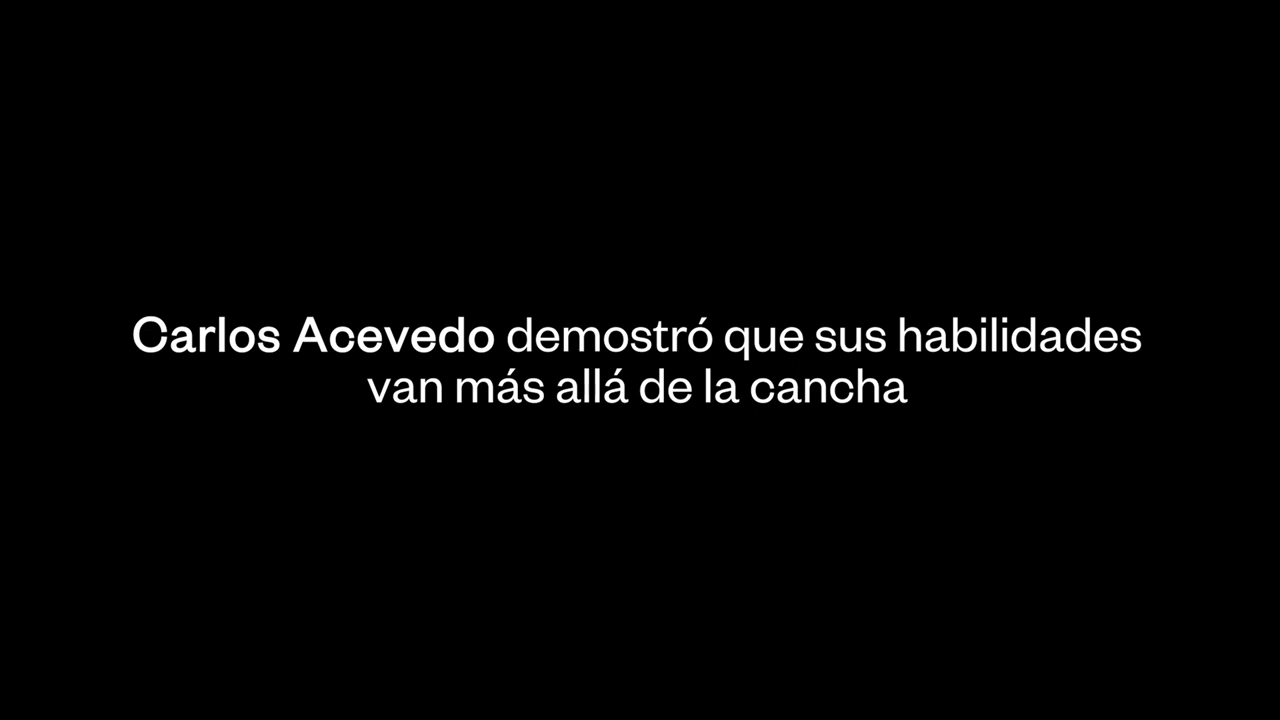 Carlos Acevedo demostró que sus habilidades
van más allá de la cancha